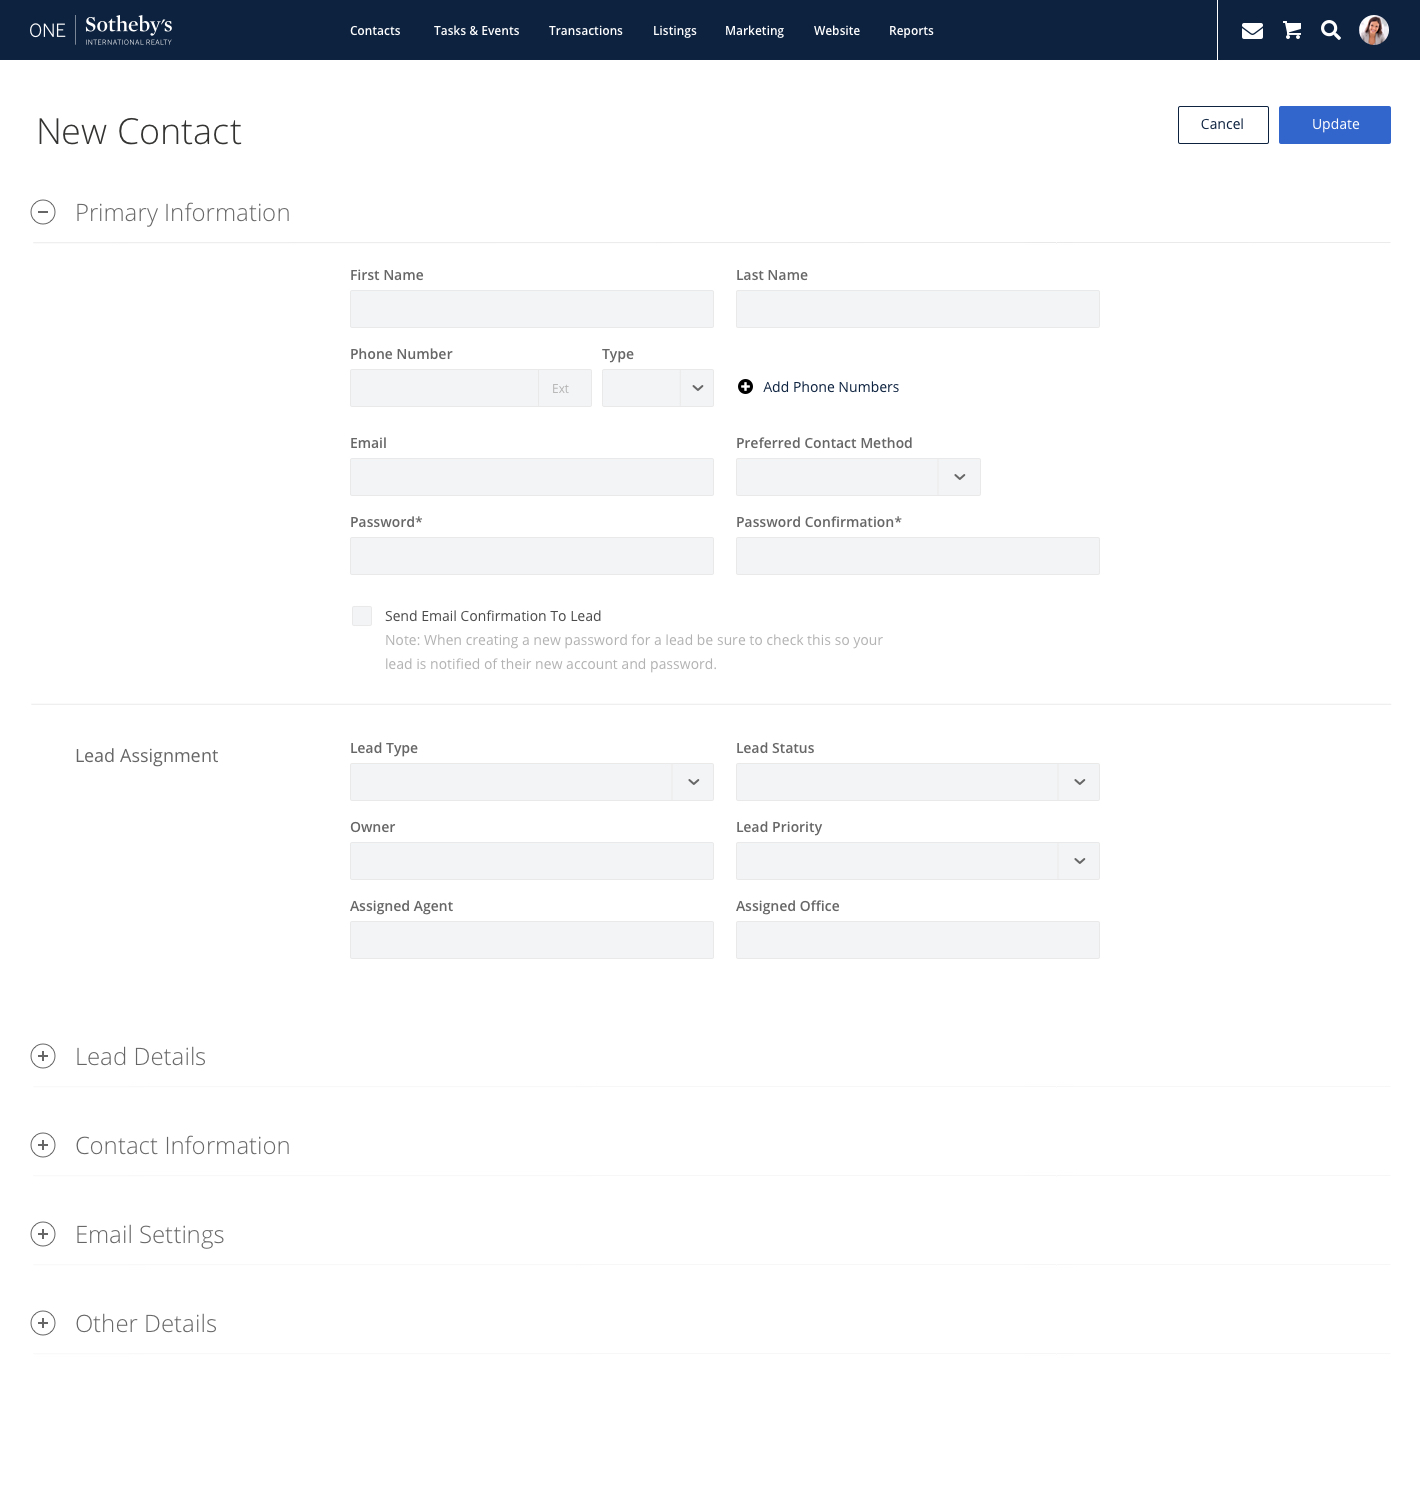 ONE Sotheby's
INTERNATIONAL REALTY
Contacts Tasks & Events Transactions Listings Marketing Website Reports
New Contact
Cancel Update
Primary Information
First Name Last Name
Phone Number Type
Ext
Add Phone Numbers
Email Preferred Contact Method
Password* Password Confirmation*
Send Email Confirmation To Lead
Note: When creating a new password for a lead be sure to check this so your
lead is notified of their new account and password.
Lead Assignment
Lead Type Lead Status
Owner Lead Priority
Assigned Agent Assigned Office
Lead Details
Contact Information
Email Settings
Other Details